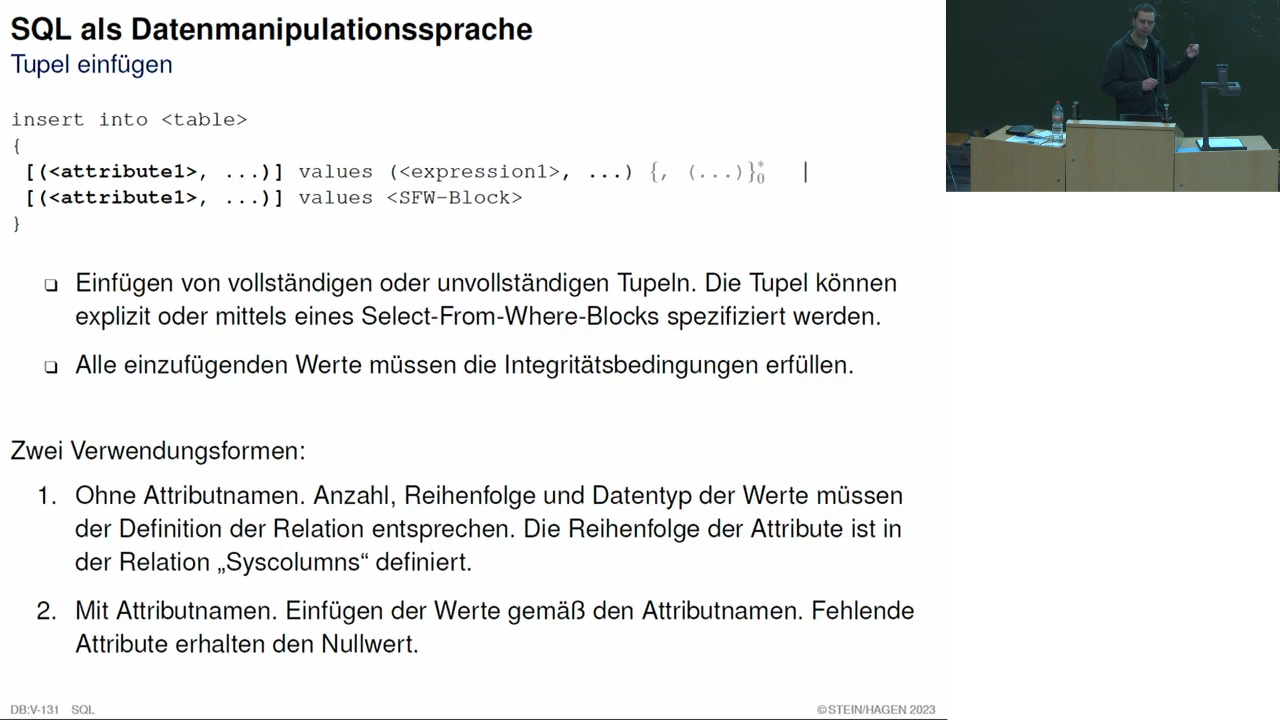 SQL als Datenmanipulationssprache
Tupel einfügen
insert into <table>
{
[(<attribute1>, ...)] values (<expression1>, ...) {, (...)}*0 |
[(<attribute1>, ...)] values <SFW-Block>
}
❑ Einfügen von vollständigen oder unvollständigen Tupeln. Die Tupel können
explizit oder mittels eines Select-From-Where-Blocks spezifiziert werden.
❑ Alle einzufügenden Werte müssen die Integritätsbedingungen erfüllen.
Zwei Verwendungsformen:
1. Ohne Attributnamen. Anzahl, Reihenfolge und Datentyp der Werte müssen
der Definition der Relation entsprechen. Die Reihenfolge der Attribute ist in
der Relation „Syscolumns“ definiert.
2. Mit Attributnamen. Einfügen der Werte gemäß den Attributnamen. Fehlende
Attribute erhalten den Nullwert.
DB:V-131 SQL
©STEIN/HAGEN 2023